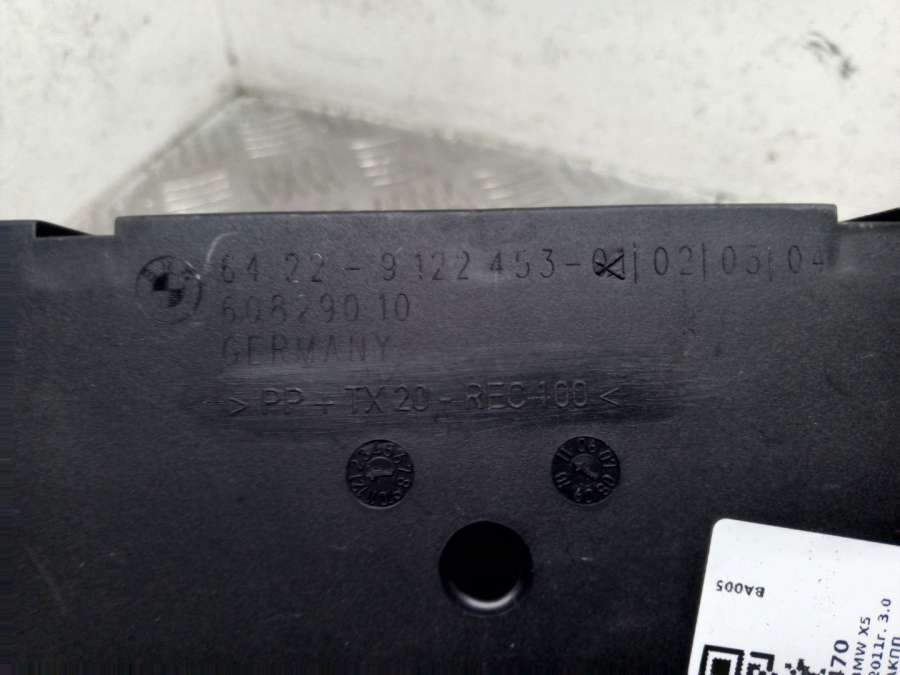 64 22 - 9 122 453-01|02|03|04
608290 10
GERMANY
> PP + TX 20 - REC 100 <
BA005
470
BMW X5
2011г. 3.0
АКПП